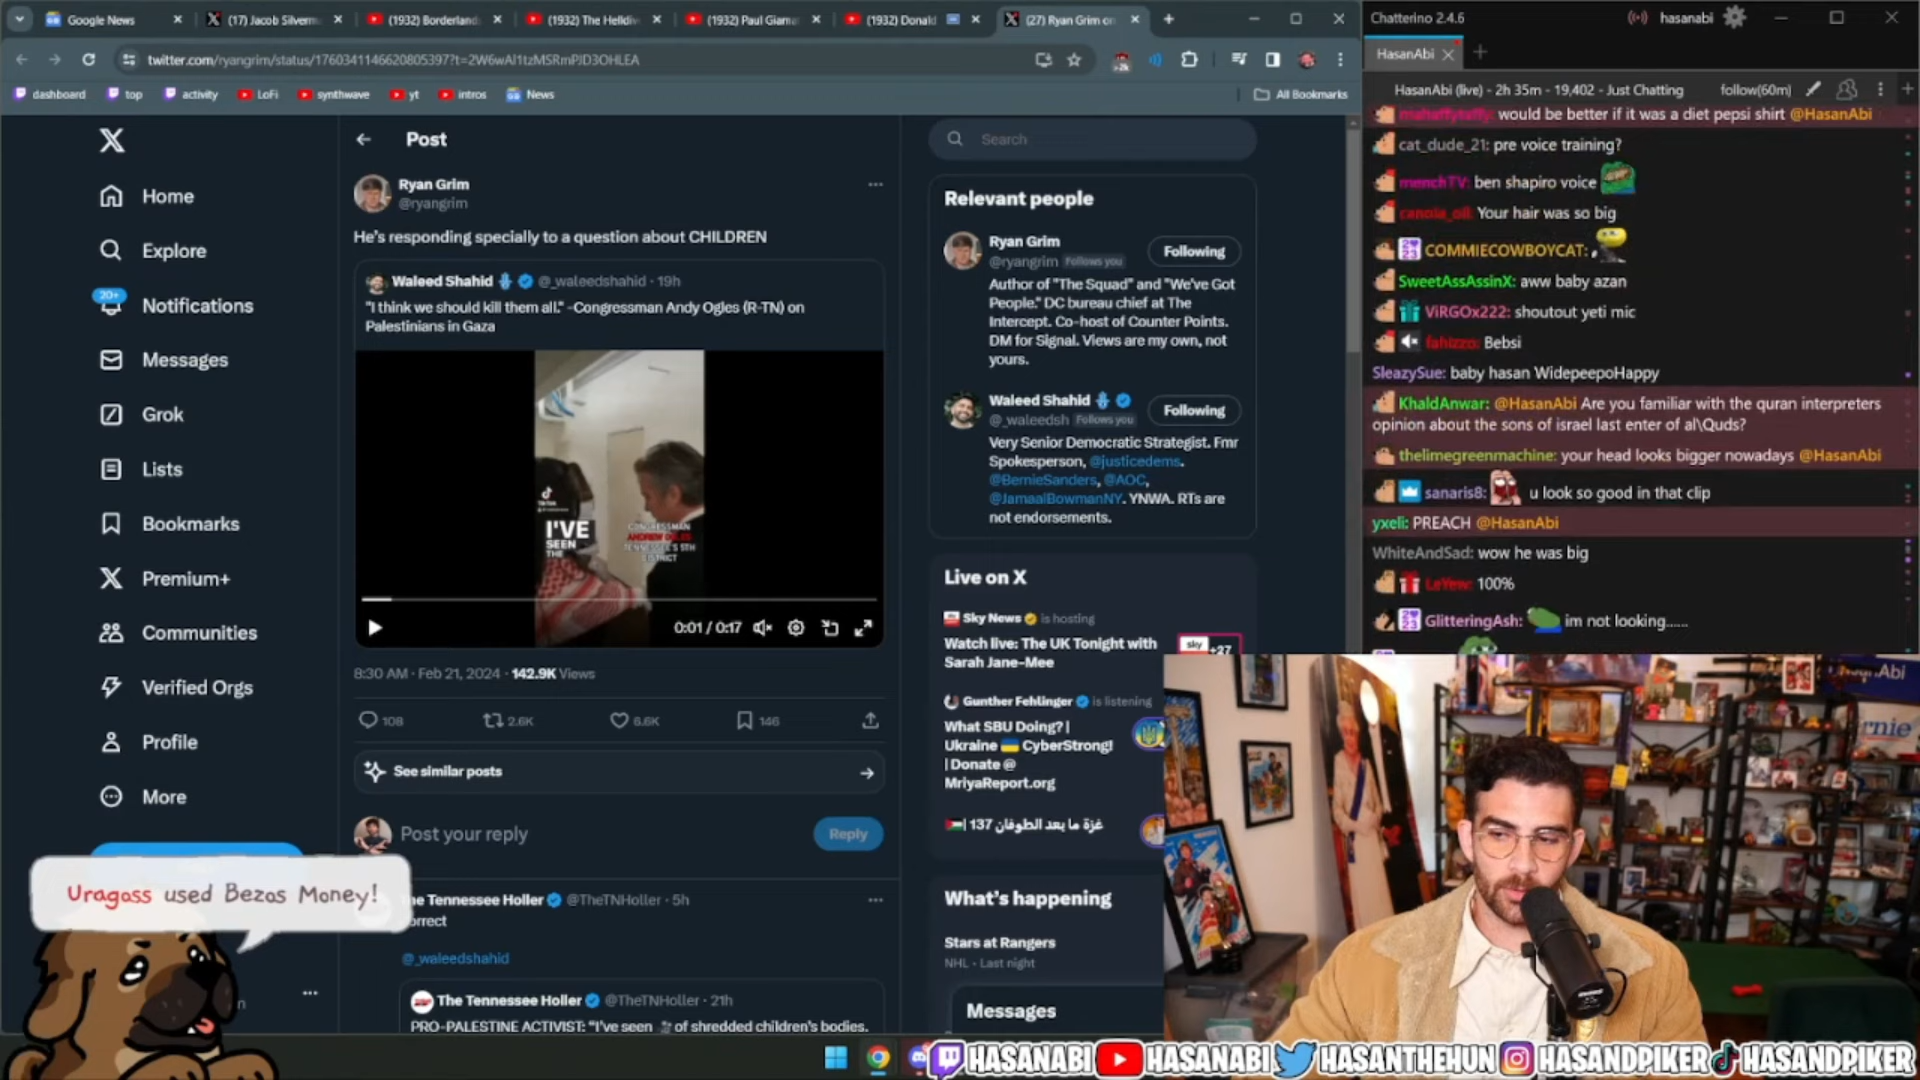 Google News
(17) Jacob Silverm
(1932) Borderland
(1932) The Helldiv
(1932) Paul Giama
(1932) Donald
(27) Ryan Grim on
twitter.com/ryangrim/status/1760341146620805397?t=2W6wAl1tzMSRmPJD3OHLEA
dashboard
top
activity
LoFi
synthwave
yt
intros
News
All Bookmarks
Home
Explore
20+
Notifications
Messages
Grok
Lists
Bookmarks
Premium+
Communities
Verified Orgs
Profile
More
Post
Ryan Grim
@ryangrim
He's responding specially to a question about CHILDREN
Waleed Shahid @_waleedshahid · 19h
"I think we should kill them all." -Congressman Andy Ogles (R-TN) on
Palestinians in Gaza
I'VE
SEEN
THE
CONGRESSMAN
ANDREW OGLES
TENNESSEE'S 5TH
DISTRICT
0:01 / 0:17
8:30 AM · Feb 21, 2024 · 142.9K Views
108
2.6K
6.6K
146
See similar posts
Post your reply
Reply
he Tennessee Holler @TheTNHoller · 5h
orrect
@_waleedshahid
The Tennessee Holler @TheTNHoller · 21h
PRO-PALESTINE ACTIVIST: "I've seen of shredded children's bodies.
Uragass used Bezos Money!
Search
Relevant people
Ryan Grim
@ryangrim Follows you
Following
Author of "The Squad" and "We've Got
People." DC bureau chief at The
Intercept. Co-host of Counter Points.
DM for Signal. Views are my own, not
yours.
Waleed Shahid
@_waleedsh Follows you
Following
Very Senior Democratic Strategist. Fmr
Spokesperson, @justicedems.
@BernieSanders, @AOC,
@JamaalBowmanNY. YNWA. RTs are
not endorsements.
Live on X
Sky News is hosting
Watch live: The UK Tonight with
Sarah Jane-Mee
sky
+27
Gunther Fehlinger is listening
What SBU Doing? |
Ukraine CyberStrong!
| Donate @
MriyaReport.org
غزة ما بعد الطوفان 137 |
What's happening
Stars at Rangers
NHL · Last night
Messages
Chatterino 2.4.6
hasanabi
HasanAbi
HasanAbi (live) - 2h 35m - 19,402 - Just Chatting
follow(60m)
would be better if it was a diet pepsi shirt @HasanAbi
cat_dude_21: pre voice training?
menchTV: ben shapiro voice
canola_oil: Your hair was so big
COMMIECOWBOYCAT:
SweetAssAssinX: aww baby azan
ViRGOx222: shoutout yeti mic
fahizzo: Bebsi
SleazySue: baby hasan WidepeepoHappy
KhaldAnwar: @HasanAbi Are you familiar with the quran interpreters
opinion about the sons of israel last enter of al\Quds?
thelimegreenmachine: your head looks bigger nowadays @HasanAbi
sanaris8: u look so good in that clip
yxeli: PREACH @HasanAbi
WhiteAndSad: wow he was big
LeYew: 100%
GlitteringAsh: im not looking......
HASANABI
HASANABI
HASANTHEHUN
HASANDPIKER
HASANDPIKER